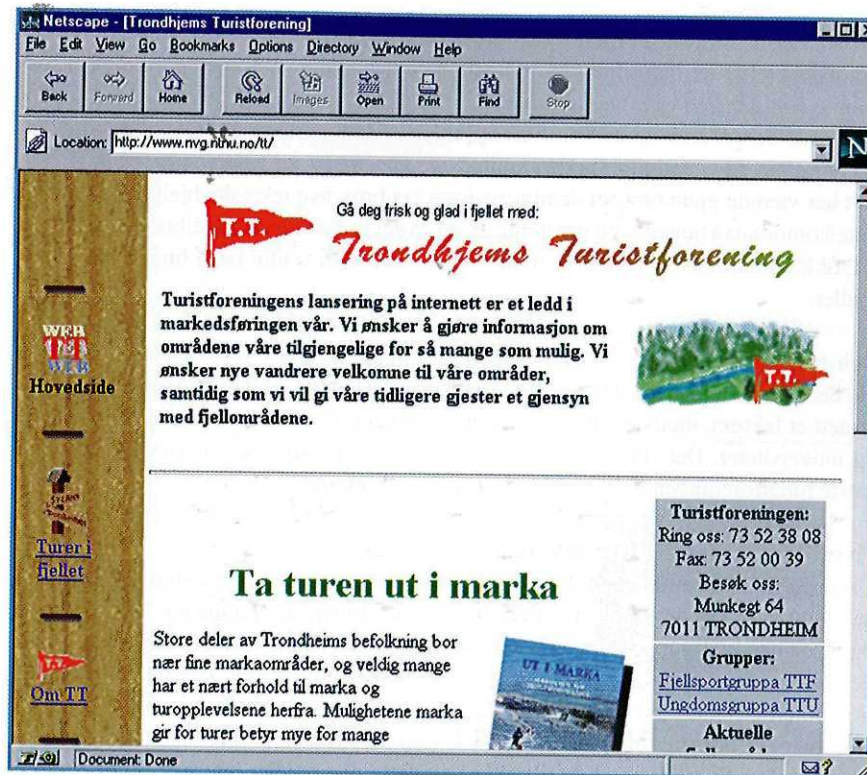 Netscape - [Trondhjems Turistforening]
File Edit View Go Bookmarks Options Directory Window Help
Back Forward Home Reload Images Open Print Find Stop
Location: http://www.nvg.ntnu.no/tt/
N
T.T.
Gå deg frisk og glad i fjellet med:
Trondhjems Turistforening
Turistforeningens lansering på internett er et ledd i
markedsføringen vår. Vi ønsker å gjøre informasjon om
områdene våre tilgjengelige for så mange som mulig. Vi
ønsker nye vandrere velkomne til våre områder,
samtidig som vi vil gi våre tidligere gjester et gjensyn
med fjellområdene.
T.T.
WEB
TT
WEB
Hovedside
Turer i
fjellet
Om TT
Ta turen ut i marka
Store deler av Trondheims befolkning bor
nær fine markaområder, og veldig mange
har et nært forhold til marka og
turopplevelsene herfra. Mulighetene marka
gir for turer betyr mye for mange
UT I MARKA
Turistforeningen:
Ring oss: 73 52 38 08
Fax: 73 52 00 39
Besøk oss:
Munkegt 64
7011 TRONDHEIM
Grupper:
Fjellsportgruppa TTF
Ungdomsgruppa TTU
Aktuelle
Document: Done